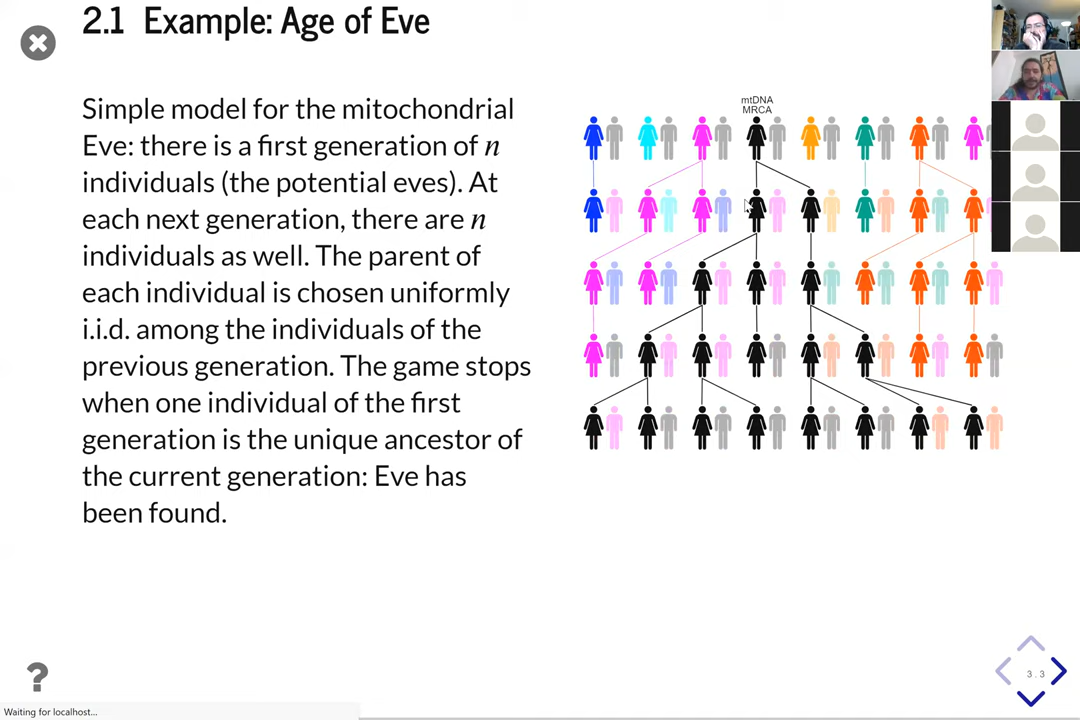 2.1 Example: Age of Eve
Simple model for the mitochondrial
Eve: there is a first generation of n
individuals (the potential eves). At
each next generation, there are n
individuals as well. The parent of
each individual is chosen uniformly
i.i.d. among the individuals of the
previous generation. The game stops
when one individual of the first
generation is the unique ancestor of
the current generation: Eve has
been found.
mtDNA
MRCA
?
3.3
Waiting for localhost...